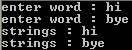 enter word : hi
enter word : bye
strings : hi
strings : bye